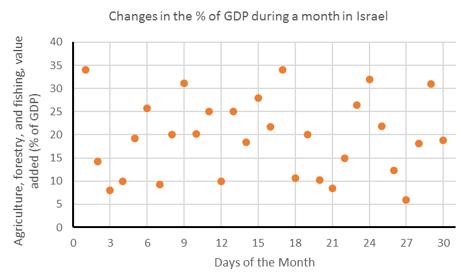 Changes in the % of GDP during a month in Israel
Agriculture, forestry, and fishing, value
added (% of GDP)
40
35
30
25
20
15
10
5
0
0 3 6 9 12 15 18 21 24 27 30
Days of the Month